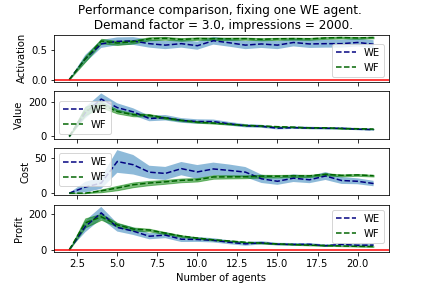 Performance comparison, fixing one WE agent.
Demand factor = 3.0, impressions = 2000.
Activation
0.5
0.0
WE
WF
Value
200
0
WE
WF
Cost
50
0
WE
WF
Profit
200
0
WE
WF
2.5 5.0 7.5 10.0 12.5 15.0 17.5 20.0
Number of agents